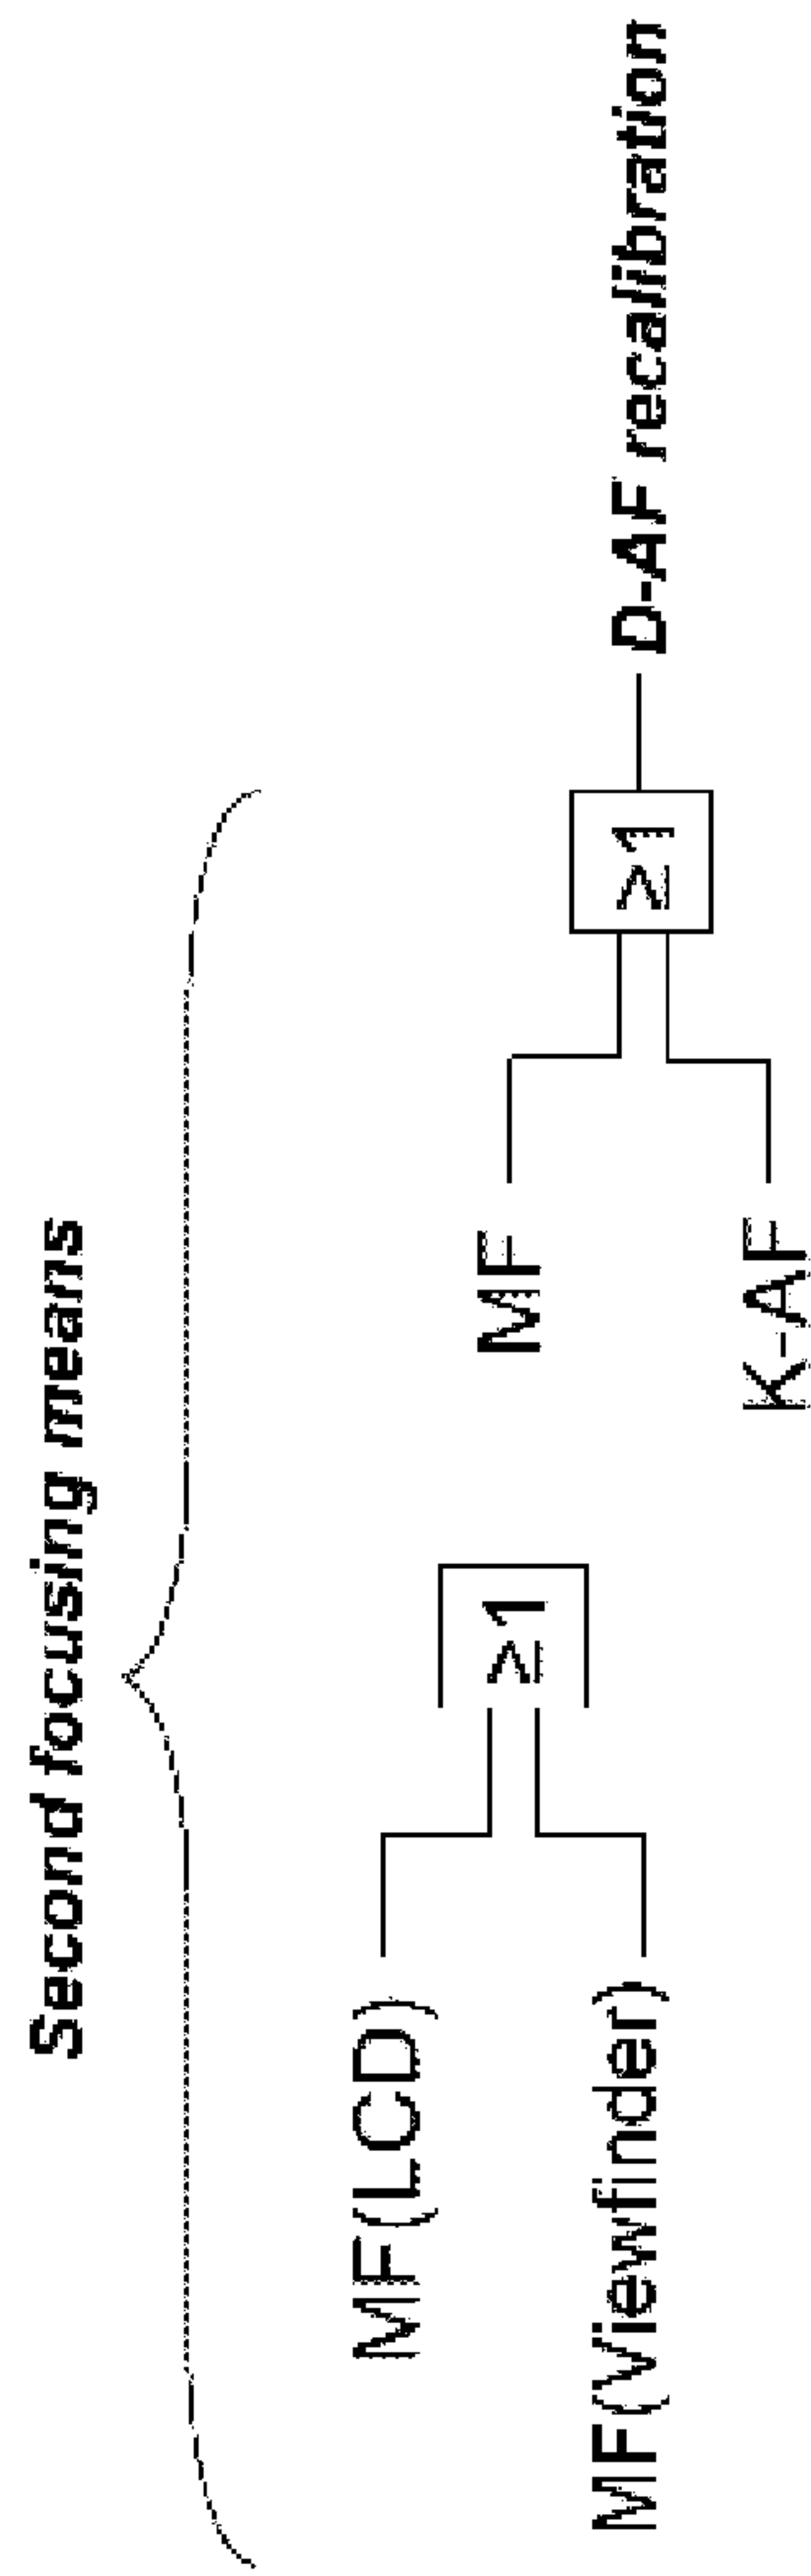 Second focusing means
MF(LCD)
MF(Viewfinder)
≥1
MF
K-AF
≥1
D-AF recalibration